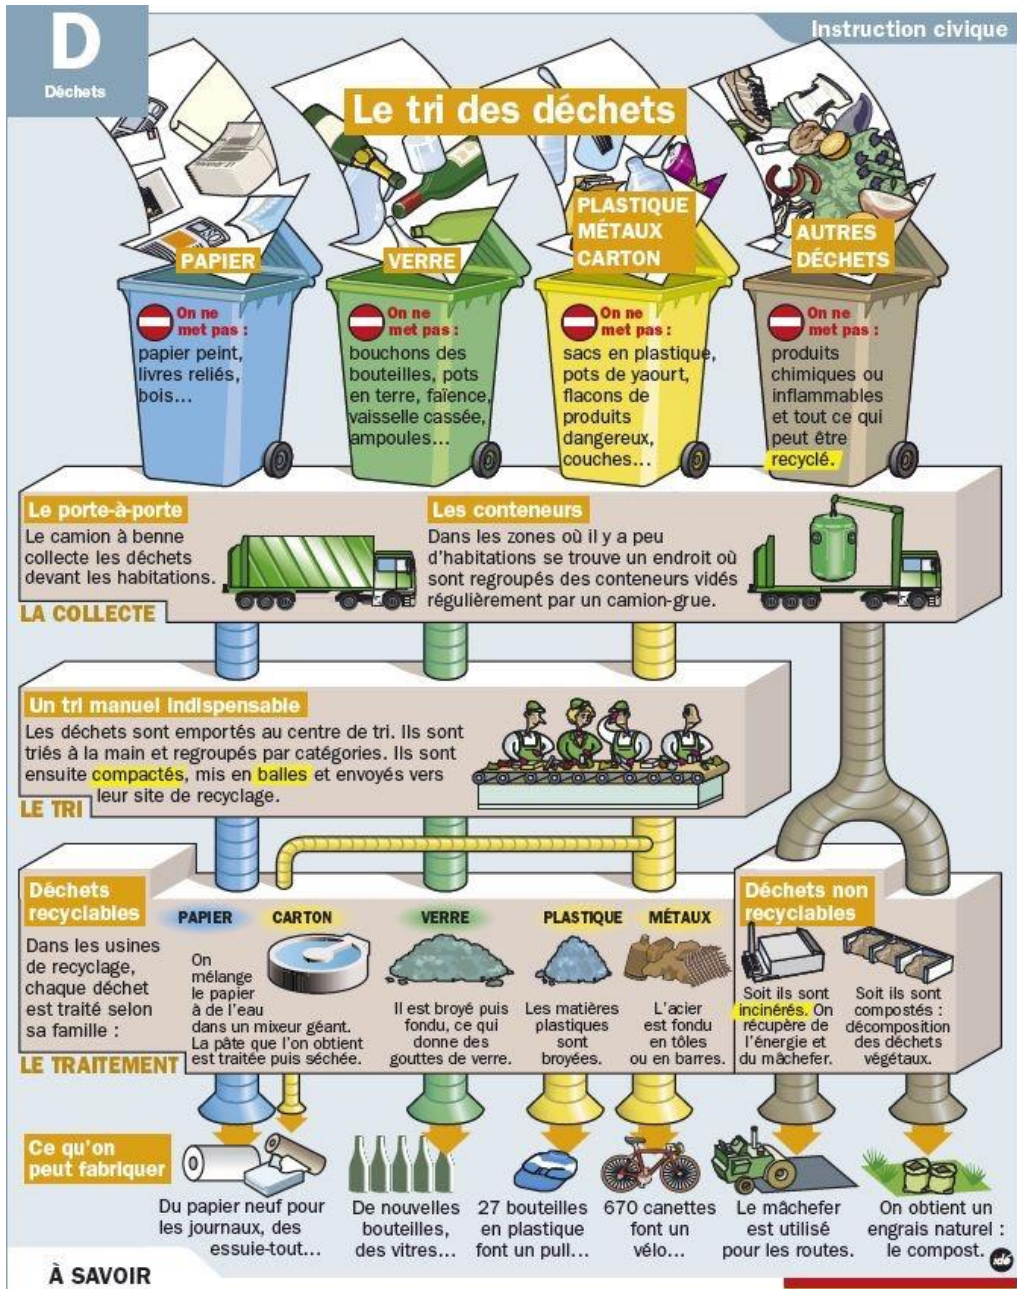 D
Déchets
Instruction civique
Le tri des déchets
PAPIER
VERRE
PLASTIQUE
MÉTAUX
CARTON
AUTRES
DÉCHETS
On ne
met pas :
papier peint,
livres reliés,
bois...
On ne
met pas :
bouchons des
bouteilles, pots
en terre, faïence,
vaisselle cassée,
ampoules...
On ne
met pas :
sacs en plastique,
pots de yaourt,
flacons de
produits
dangereux,
couches...
On ne
met pas :
produits
chimiques ou
inflammables
et tout ce qui
peut être
recyclé.
Le porte-à-porte
Le camion à benne
collecte les déchets
devant les habitations.
Les conteneurs
Dans les zones où il y a peu
d'habitations se trouve un endroit où
sont regroupés des conteneurs vidés
régulièrement par un camion-grue.
LA COLLECTE
Un tri manuel indispensable
Les déchets sont emportés au centre de tri. Ils sont
triés à la main et regroupés par catégories. Ils sont
ensuite compactés, mis en balles et envoyés vers
leur site de recyclage.
LE TRI
Déchets
recyclables
Dans les usines
de recyclage,
chaque déchet
est traité selon
sa famille :
PAPIER
CARTON
VERRE
PLASTIQUE
MÉTAUX
On
mélange
le papier
à de l'eau
dans un mixeur géant.
La pâte que l'on obtient
est traitée puis séchée.
Il est broyé puis
fondu, ce qui
donne des
gouttes de verre.
Les matières
plastiques
sont
broyées.
L'acier
est fondu
en tôles
ou en barres.
Déchets non
recyclables
Soit ils sont
incinérés. On
récupère de
l'énergie et
du mâchefer.
Soit ils sont
compostés :
décomposition
des déchets
végétaux.
LE TRAITEMENT
Ce qu'on
peut fabriquer
Du papier neuf pour
les journaux, des
essuie-tout...
De nouvelles
bouteilles,
des vitres...
27 bouteilles
en plastique
font un pull...
670 canettes
font un
vélo...
Le mâchefer
est utilisé
pour les routes.
On obtient un
engrais naturel :
le compost.
idé
À SAVOIR